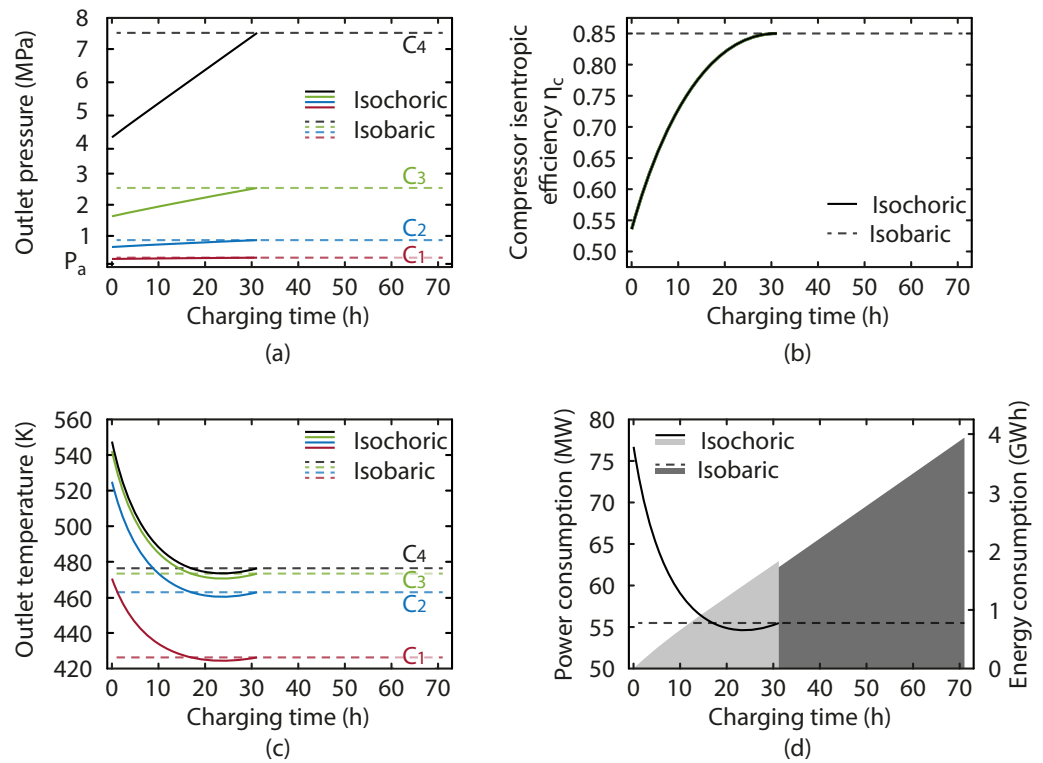 Outlet pressure (MPa)
8
7
6
5
4
3
2
1
Pₐ
7
C4
Isochoric
Isobaric
C3
C2
C1
0 10 20 30 40 50 60 70
Charging time (h)
(a)
Compressor isentropic
efficiency ηc
0.85
0.80
0.75
0.70
0.65
0.60
0.55
0.50
Isochoric
Isobaric
0 10 20 30 40 50 60 70
Charging time (h)
(b)
Outlet temperature (K)
560
540
520
500
480
460
440
420
Isochoric
Isobaric
C4
C3
C2
C1
0 10 20 30 40 50 60 70
Charging time (h)
(c)
Power consumption (MW)
80
75
70
65
60
55
50
Isochoric
Isobaric
4
3
2
1
0
Energy consumption (GWh)
0 10 20 30 40 50 60 70
Charging time (h)
(d)